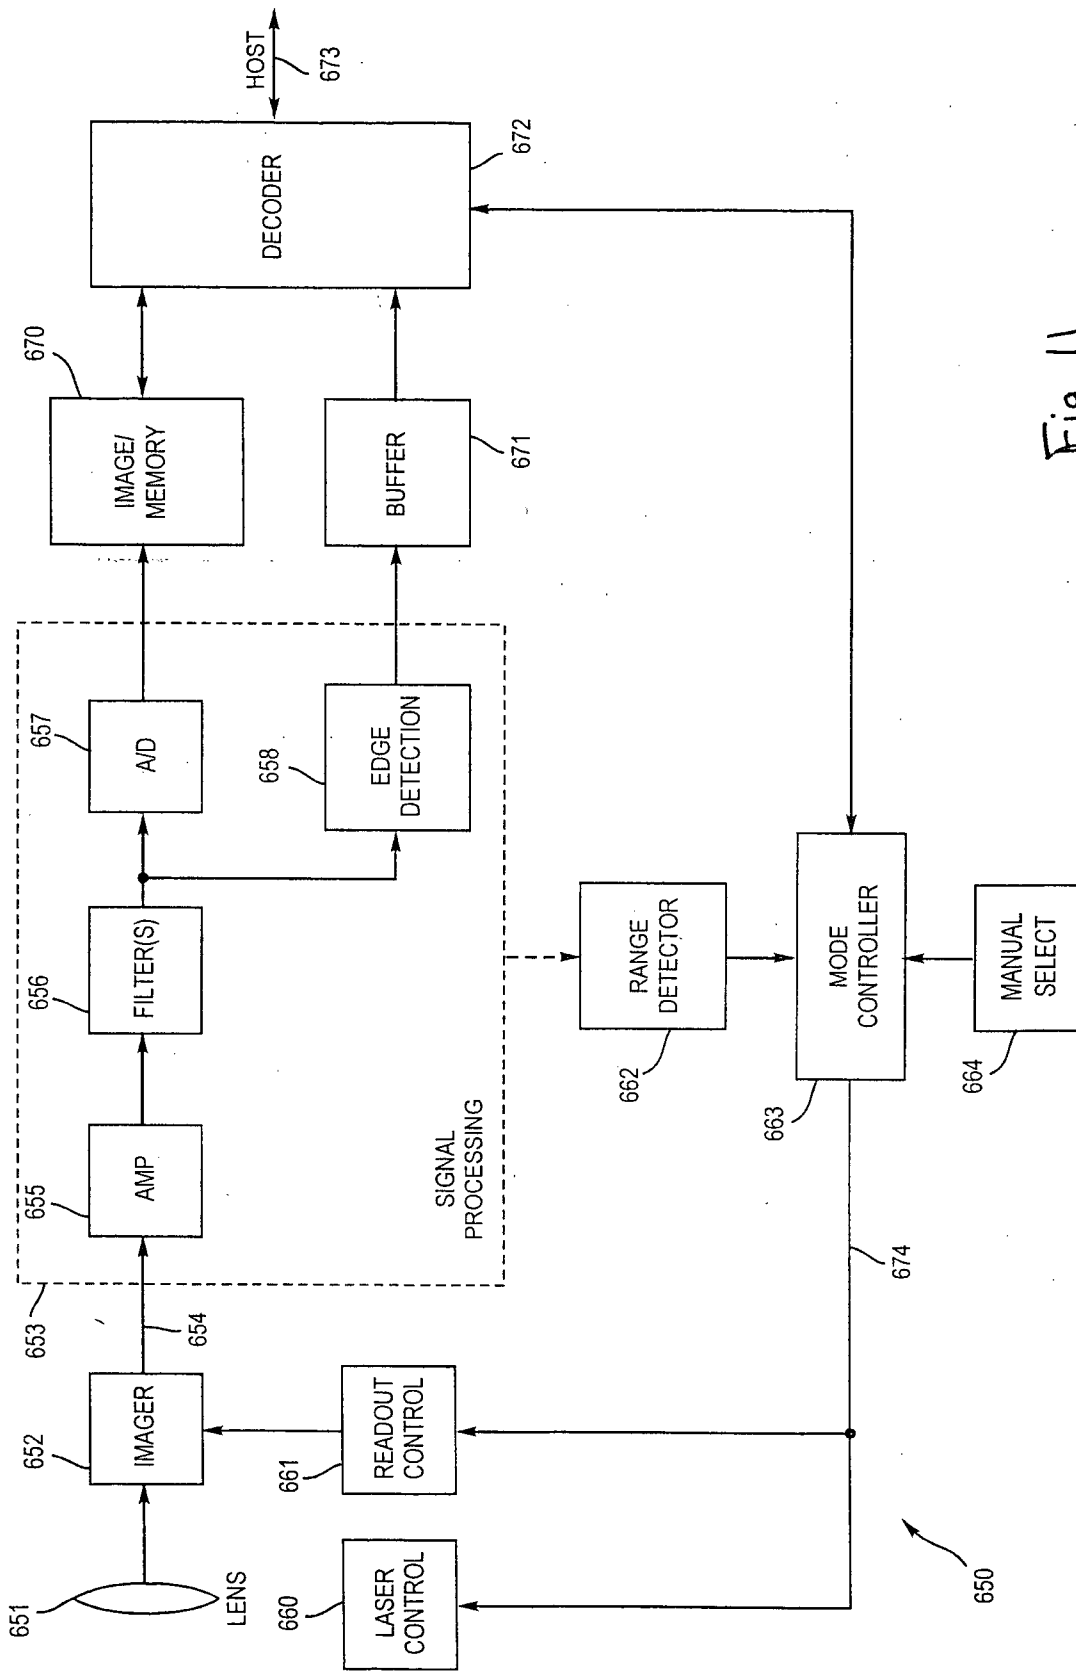 651
LENS
652
IMAGER
654
653
655
AMP
656
FILTER(S)
657
A/D
658
EDGE
DETECTION
SIGNAL
PROCESSING
670
IMAGE/
MEMORY
BUFFER
671
DECODER
672
HOST
673
660
LASER
CONTROL
661
READOUT
CONTROL
662
RANGE
DETECTOR
663
MODE
CONTROLLER
664
MANUAL
SELECT
674
650
Fig. 11